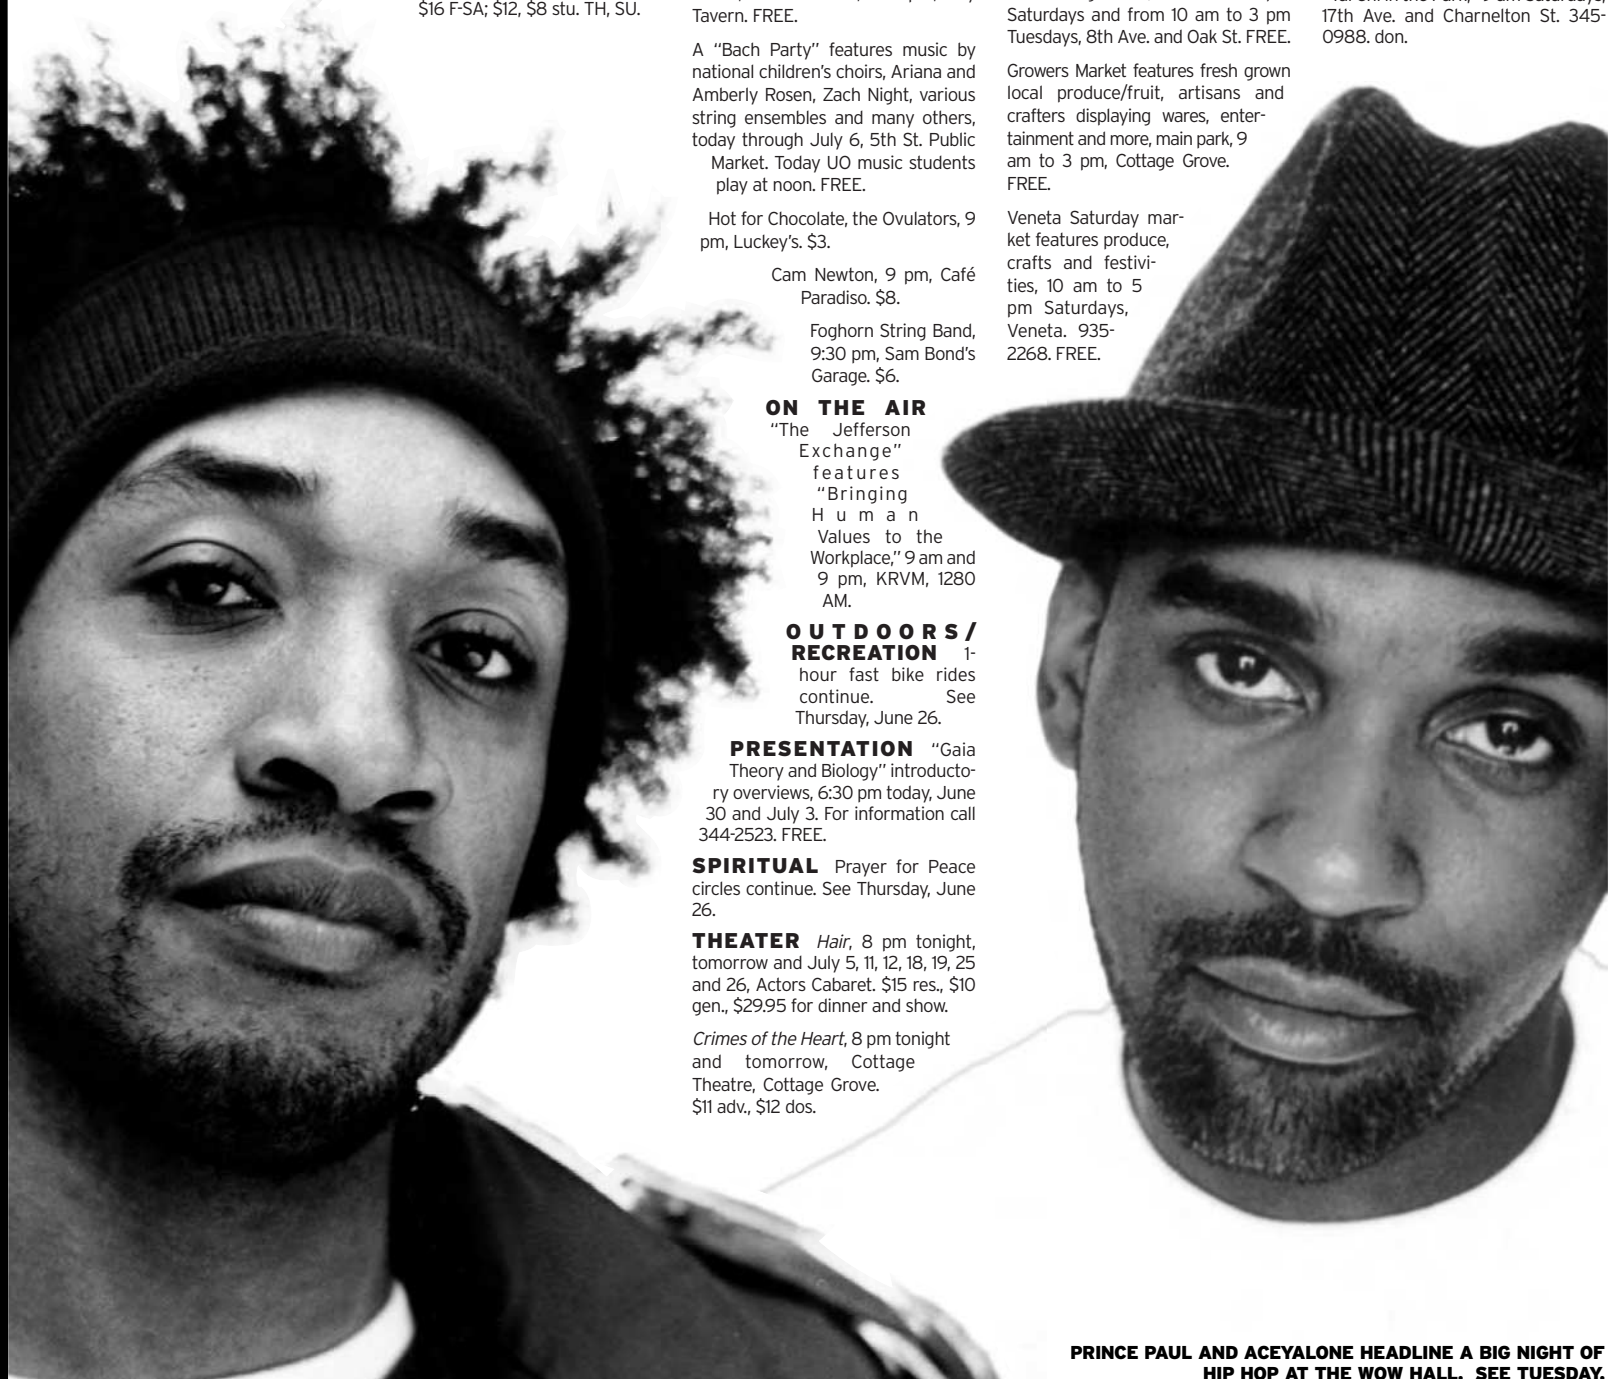 $16 F-SA; $12, $8 stu. TH, SU.
Tavern. FREE.
A “Bach Party” features music by
national children’s choirs, Ariana and
Amberly Rosen, Zach Night, various
string ensembles and many others,
today through July 6, 5th St. Public
Market. Today UO music students
play at noon. FREE.
Hot for Chocolate, the Ovulators, 9
pm, Luckey’s. $3.
Cam Newton, 9 pm, Café
Paradiso. $8.
Foghorn String Band,
9:30 pm, Sam Bond’s
Garage. $6.
ON THE AIR
“The Jefferson
Exchange”
features
“Bringing
Human
Values to the
Workplace,” 9 am and
9 pm, KRVM, 1280
AM.
OUTDOORS/
RECREATION 1-
hour fast bike rides
continue. See
Thursday, June 26.
PRESENTATION “Gaia
Theory and Biology” introducto-
ry overviews, 6:30 pm today, June
30 and July 3. For information call
344-2523. FREE.
SPIRITUAL Prayer for Peace
circles continue. See Thursday, June
26.
THEATER Hair, 8 pm tonight,
tomorrow and July 5, 11, 12, 18, 19, 25
and 26, Actors Cabaret. $15 res., $10
gen., $29.95 for dinner and show.
Crimes of the Heart, 8 pm tonight
and tomorrow, Cottage
Theatre, Cottage Grove.
$11 adv., $12 dos.
Saturdays and from 10 am to 3 pm
Tuesdays, 8th Ave. and Oak St. FREE.
Growers Market features fresh grown
local produce/fruit, artisans and
crafters displaying wares, enter-
tainment and more, main park, 9
am to 3 pm, Cottage Grove.
FREE.
Veneta Saturday mar-
ket features produce,
crafts and festivi-
ties, 10 am to 5
pm Saturdays,
Veneta. 935-
2268. FREE.
17th Ave. and Charnelton St. 345-
0988. don.
PRINCE PAUL AND ACEYALONE HEADLINE A BIG NIGHT OF
HIP HOP AT THE WOW HALL. SEE TUESDAY.